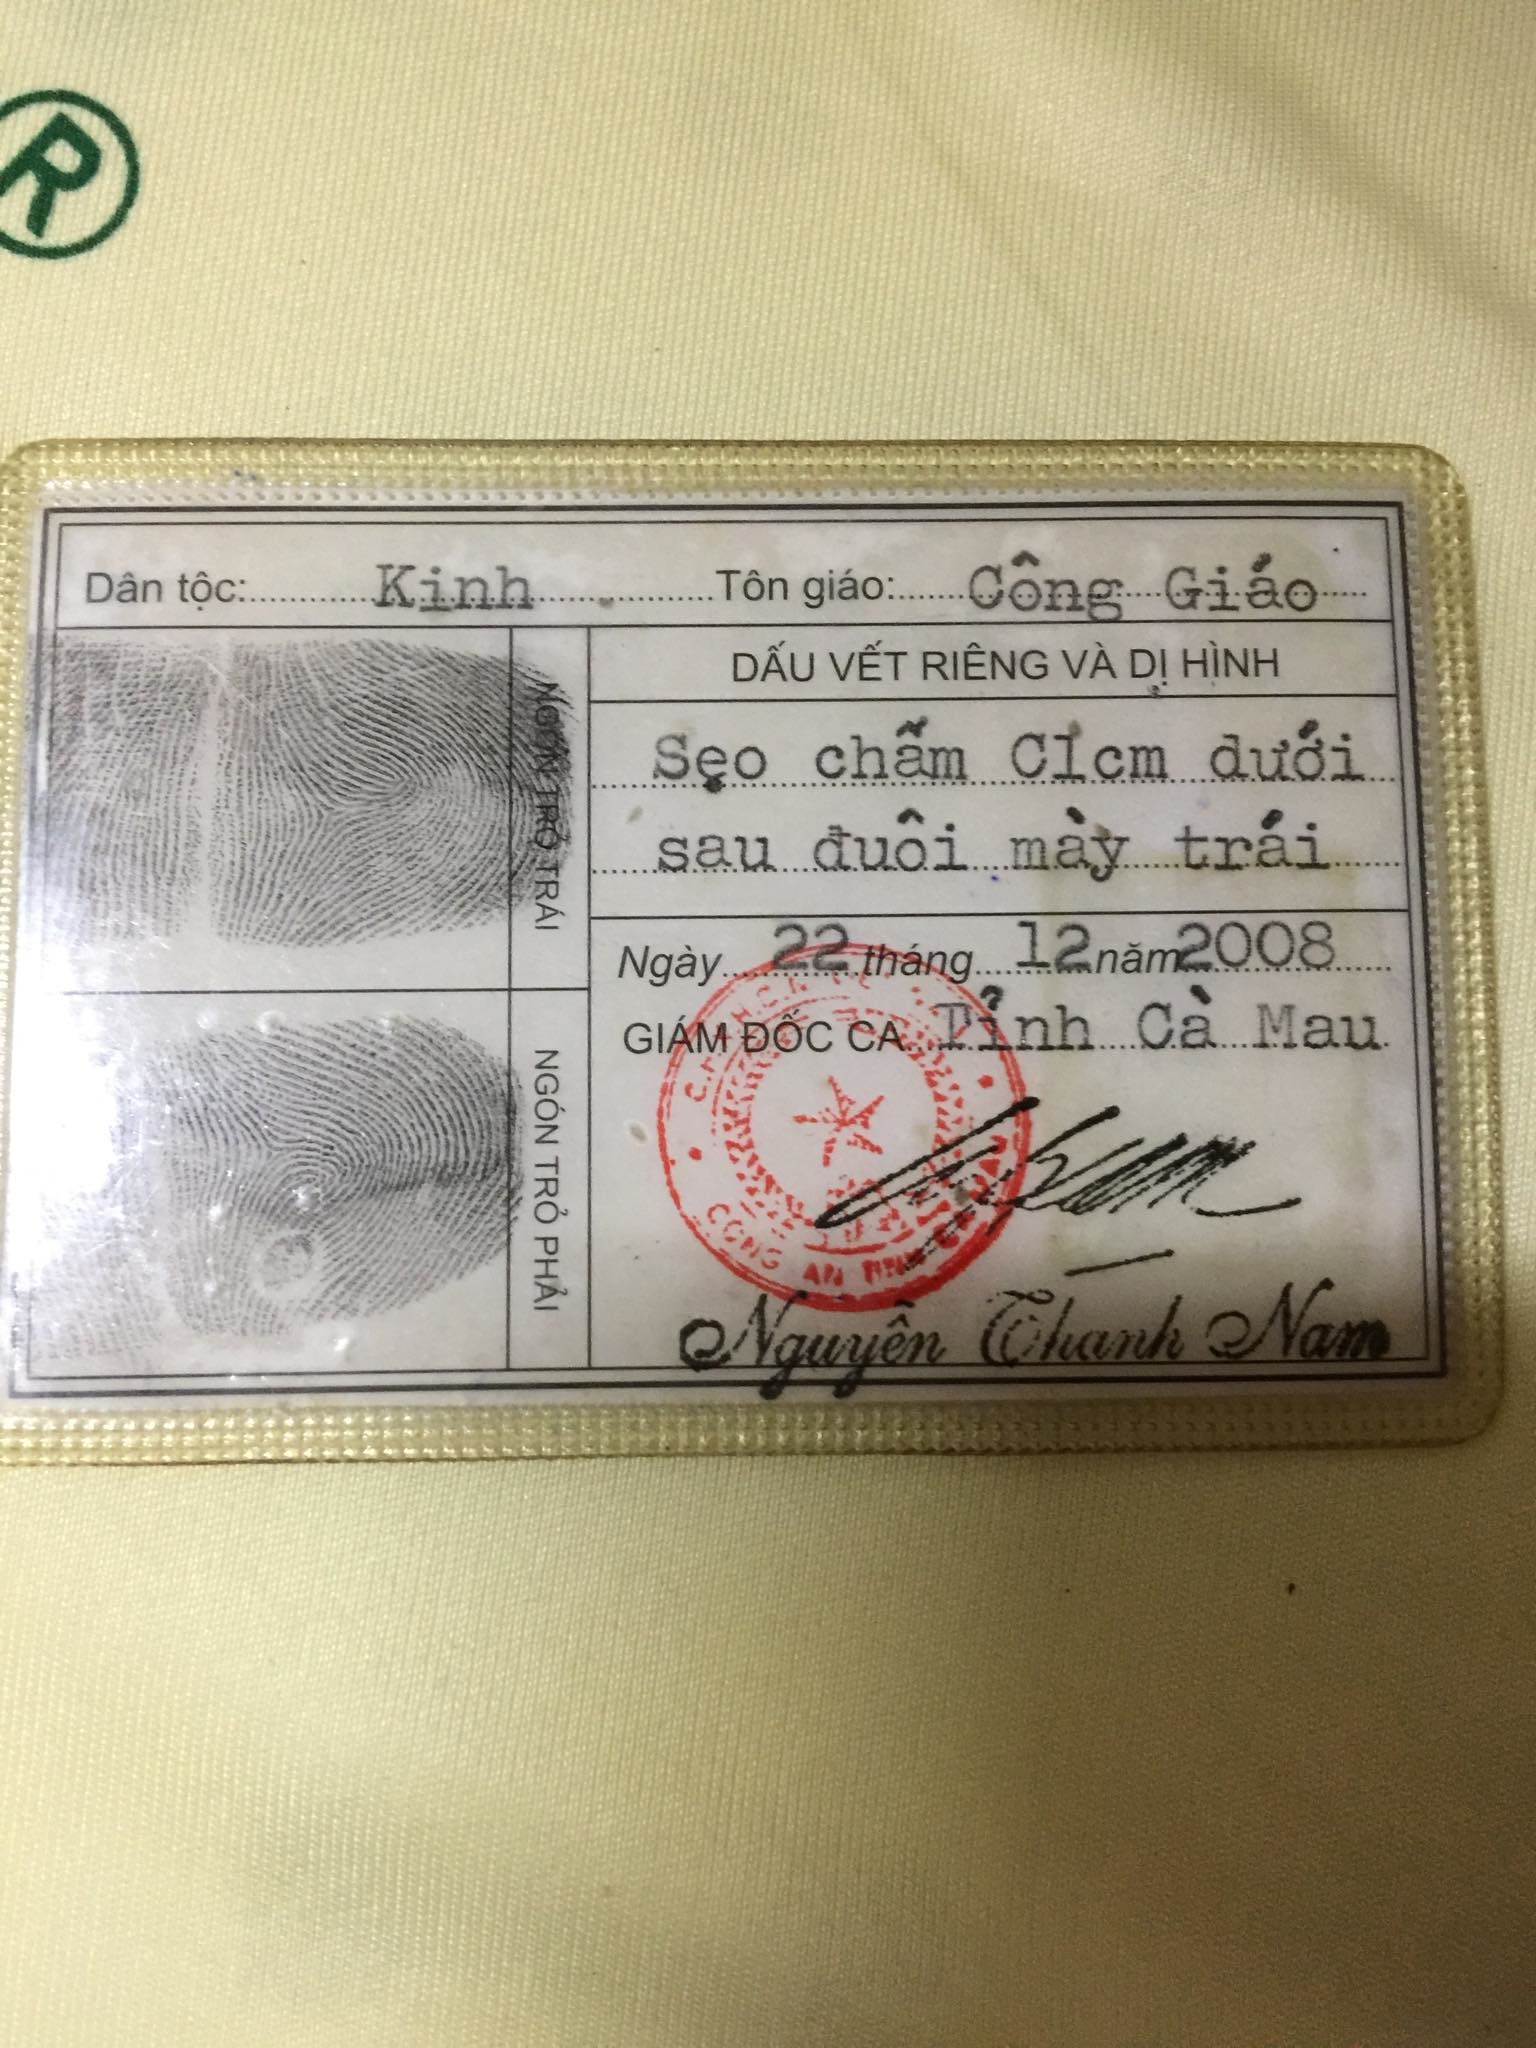 ®
Dân tộc: Kinh Tôn giáo: Công Giáo
NGÓN TRỎ TRÁI
DẤU VẾT RIÊNG VÀ DỊ HÌNH
Sẹo chấm C1cm dưới
sau đuôi mày trái
Ngày 22 tháng 12 năm 2008
GIÁM ĐỐC CA Tỉnh Cà Mau
NGÓN TRỎ PHẢI
CÔNG AN
Nguyễn Thanh Nam